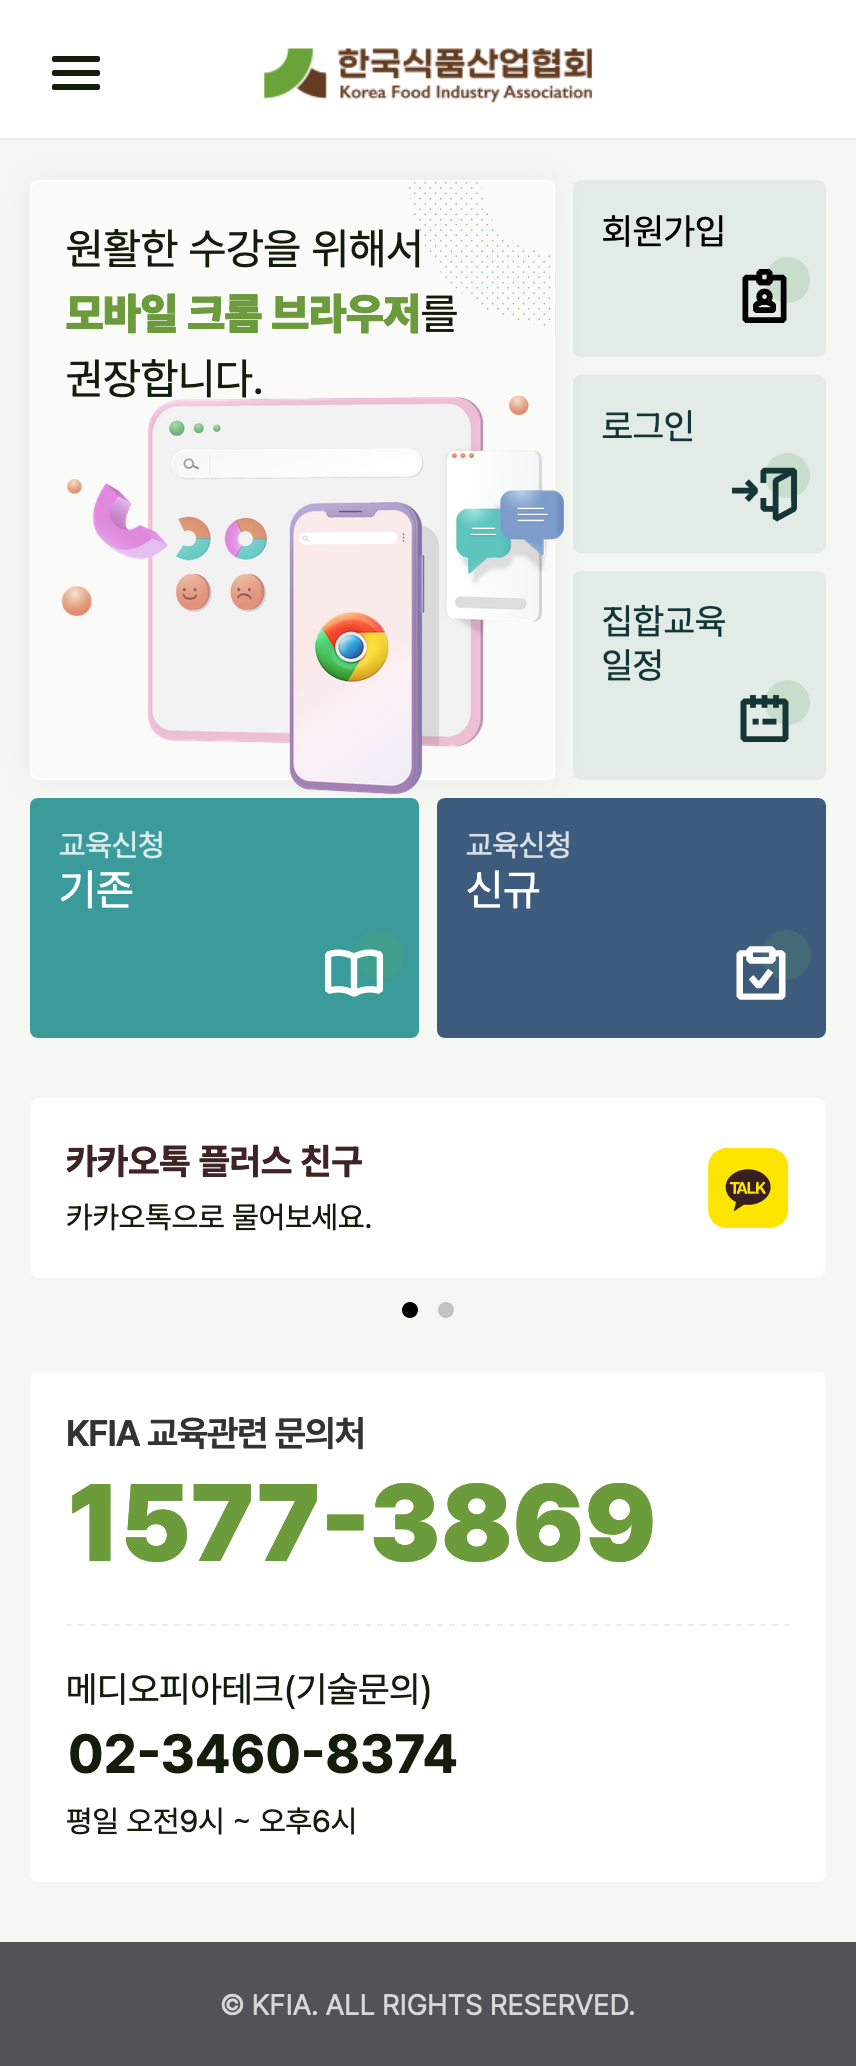 한국식품산업협회
Korea Food Industry Association
원활한 수강을 위해서
모바일 크롬 브라우저를
권장합니다.
회원가입
로그인
집합교육
일정
교육신청
기존
교육신청
신규
카카오톡 플러스 친구
카카오톡으로 물어보세요.
TALK
KFIA 교육관련 문의처
1577-3869
메디오피아테크(기술문의)
02-3460-8374
평일 오전9시 ~ 오후6시
© KFIA. ALL RIGHTS RESERVED.